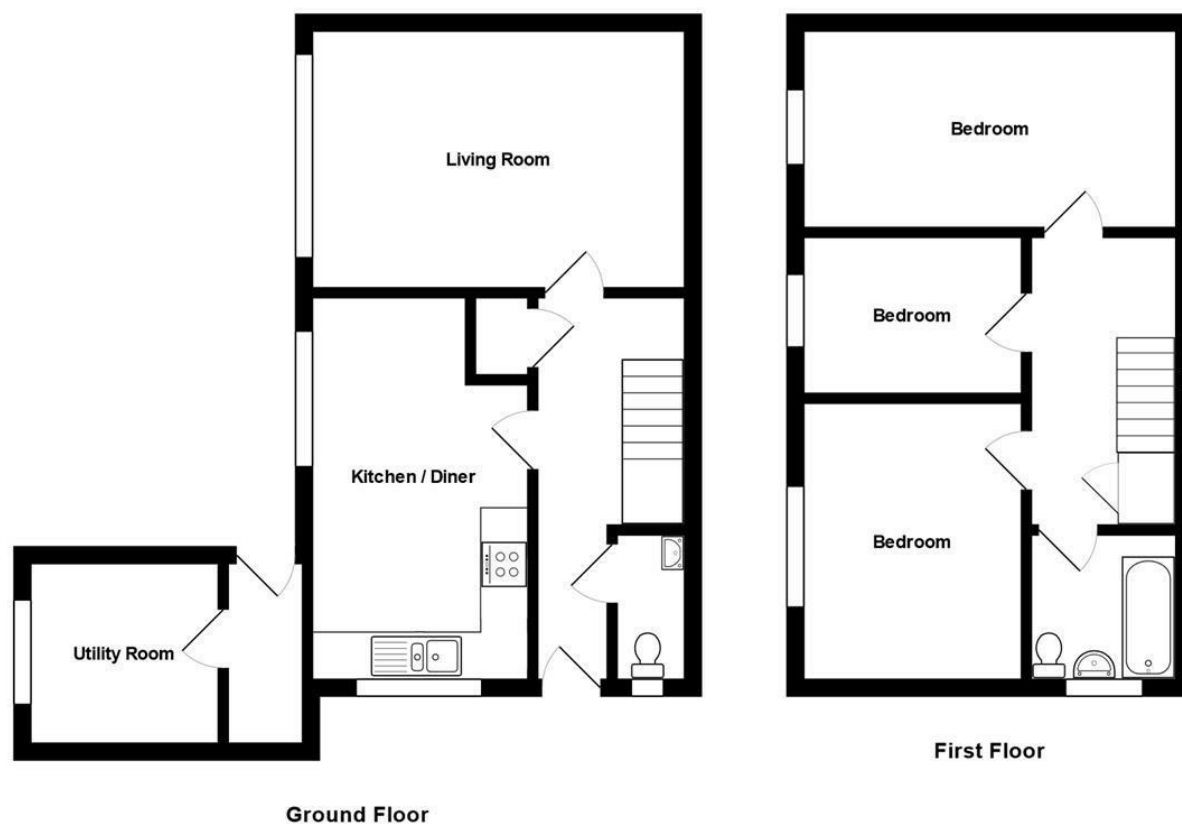 Living Room
Kitchen / Diner
Utility Room
Ground Floor
Bedroom
Bedroom
Bedroom
First Floor